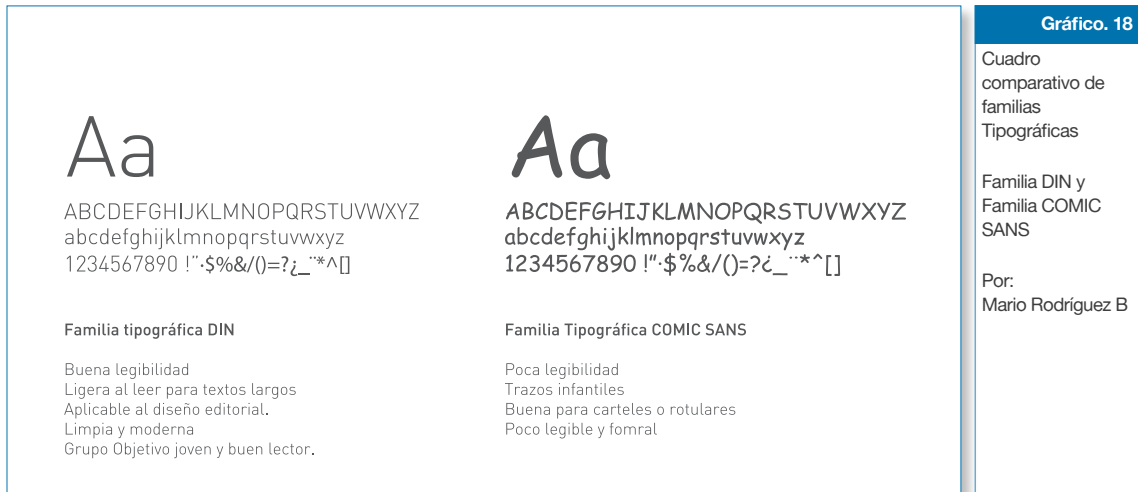 Aa
ABCDEFGHIJKLMNOPQRSTUVWXYZ
abcdefghijklmnopqrstuvwxyz
1234567890 !¨·$%&/()=?¿_¨*^[]
Familia tipográfica DIN
Buena legibilidad
Ligera al leer para textos largos
Aplicable al diseño editorial.
Limpia y moderna
Grupo Objetivo joven y buen lector.
Aa
ABCDEFGHIJKLMNOPQRSTUVWXYZ
abcdefghijklmnopqrstuvwxyz
1234567890 !"·$%&/()=?¿_¨*^[]
Familia Tipográfica COMIC SANS
Poca legibilidad
Trazos infantiles
Buena para carteles o rotulares
Poco legible y fomral
Gráfico. 18
Cuadro
comparativo de
familias
Tipográficas
Familia DIN y
Familia COMIC
SANS
Por:
Mario Rodríguez B